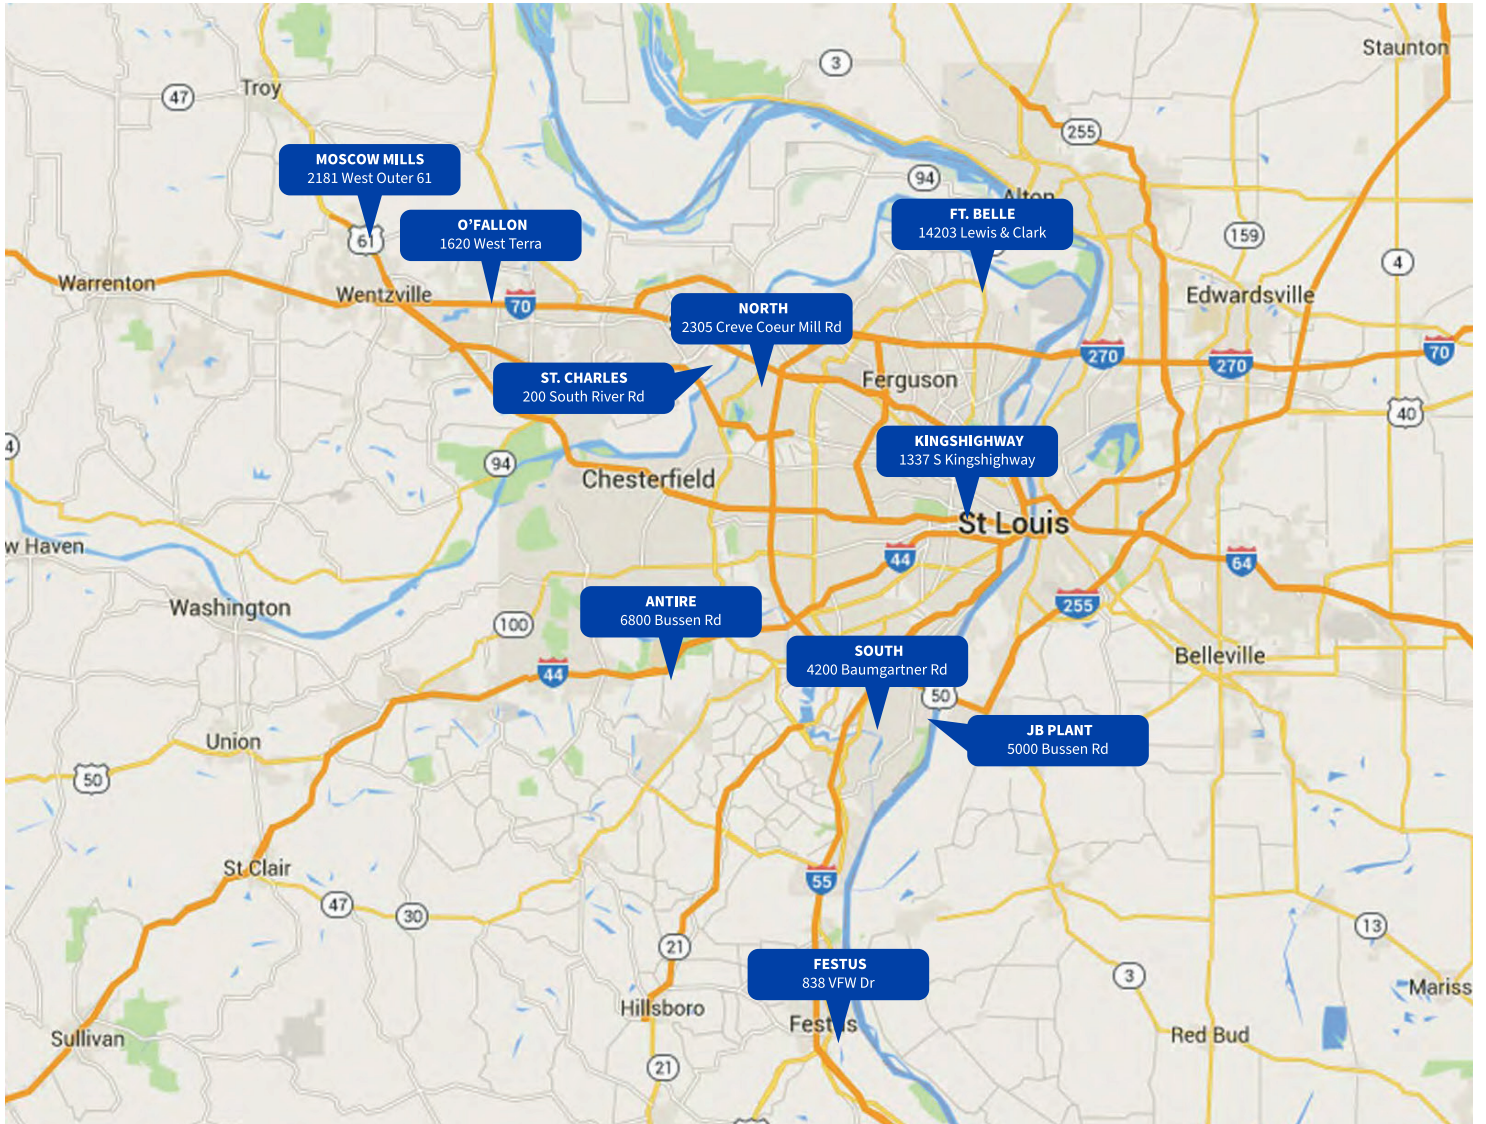 Staunton
3
Troy
47
255
MOSCOW MILLS
2181 West Outer 61
94
Alton
O’FALLON
1620 West Terra
FT. BELLE
14203 Lewis & Clark
61
159
4
Warrenton
Wentzville
70
Edwardsville
NORTH
2305 Creve Coeur Mill Rd
270
270
70
ST. CHARLES
200 South River Rd
Ferguson
40
KINGSHIGHWAY
1337 S Kingshighway
4
94
Chesterfield
St Louis
w Haven
44
64
Washington
ANTIRE
6800 Bussen Rd
255
100
SOUTH
4200 Baumgartner Rd
Belleville
44
50
JB PLANT
5000 Bussen Rd
Union
50
St Clair
55
47
30
13
21
FESTUS
838 VFW Dr
3
Mariss
Hillsboro
Festus
Sullivan
Red Bud
21